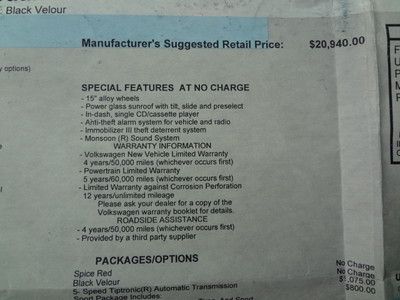 : Black Velour
Manufacturer's Suggested Retail Price: $20,940.00
y options)
SPECIAL FEATURES AT NO CHARGE
- 15" alloy wheels
- Power glass sunroof with tilt, slide and preselect
- In-dash, single CD/cassette player
- Anti-theft alarm system for vehicle and radio
- Immobilizer III theft deterrent system
- Monsoon (R) Sound System
WARRANTY INFORMATION
- Volkswagen New Vehicle Limited Warranty
4 years/50,000 miles (whichever occurs first)
- Powertrain Limited Warranty
5 years/60,000 miles (whichever occurs first)
- Limited Warranty against Corrosion Perforation
12 years/unlimited mileage
Please ask your dealer for a copy of the
Volkswagen warranty booklet for details.
ROADSIDE ASSISTANCE
- 4 years/50,000 miles (whichever occurs first)
- Provided by a third party supplier
PACKAGES/OPTIONS
Spice Red No Charge
Black Velour No Charge
5- Speed Tiptronic(R) Automatic Transmission $1,075.00
Sport Package Includes: $800.00